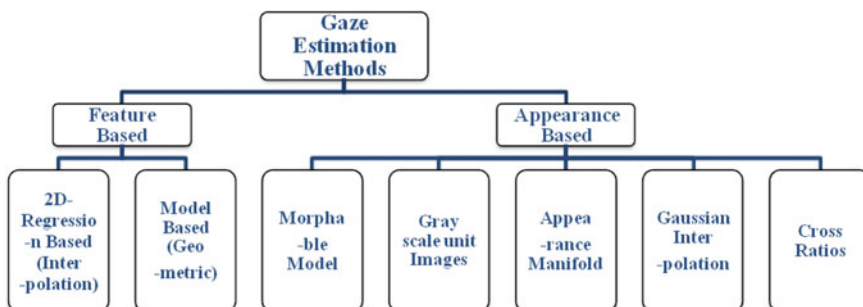 Gaze
Estimation
Methods
Feature
Based
Appearance
Based
2D-
Regressio
-n Based
(Inter
-polation)
Model
Based
(Geo
-metric)
Morpha
-ble
Model
Gray
scale unit
Images
Appea
-rance
Manifold
Gaussian
Inter
-polation
Cross
Ratios